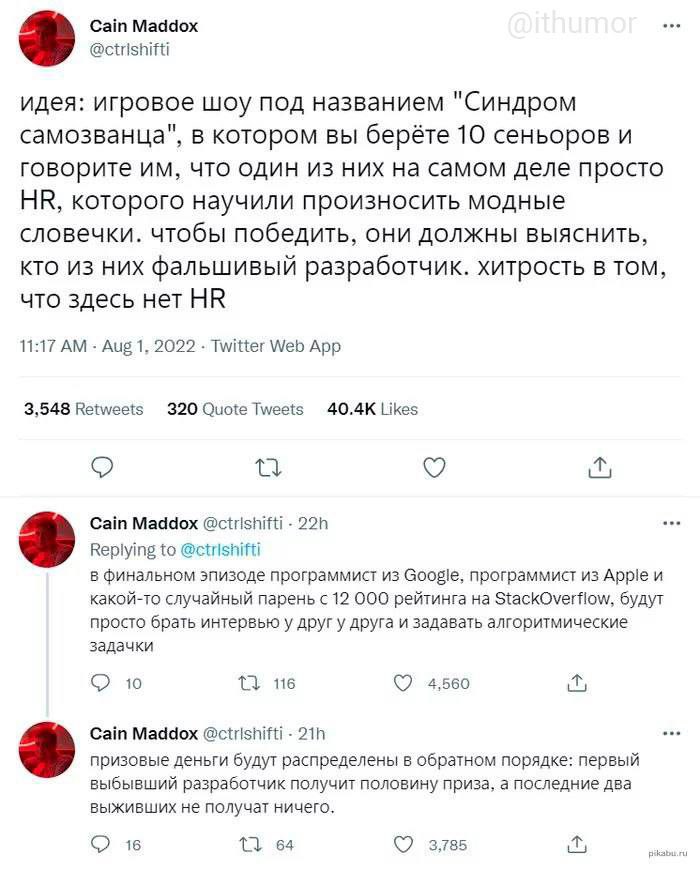 @ithumor
Cain Maddox
@ctrlshifti
идея: игровое шоу под названием "Синдром
самозванца", в котором вы берёте 10 сеньоров и
говорите им, что один из них на самом деле просто
HR, которого научили произносить модные
словечки. чтобы победить, они должны выяснить,
кто из них фальшивый разработчик. хитрость в том,
что здесь нет HR
11:17 AM · Aug 1, 2022 · Twitter Web App
3,548 Retweets 320 Quote Tweets 40.4K Likes
Cain Maddox @ctrlshifti · 22h
Replying to @ctrlshifti
в финальном эпизоде программист из Google, программист из Apple и
какой-то случайный парень с 12 000 рейтинга на StackOverflow, будут
просто брать интервью у друг у друга и задавать алгоритмические
задачки
10 116 4,560
Cain Maddox @ctrlshifti · 21h
призовые деньги будут распределены в обратном порядке: первый
выбывший разработчик получит половину приза, а последние два
выживших не получат ничего.
16 64 3,785
pikabu.ru